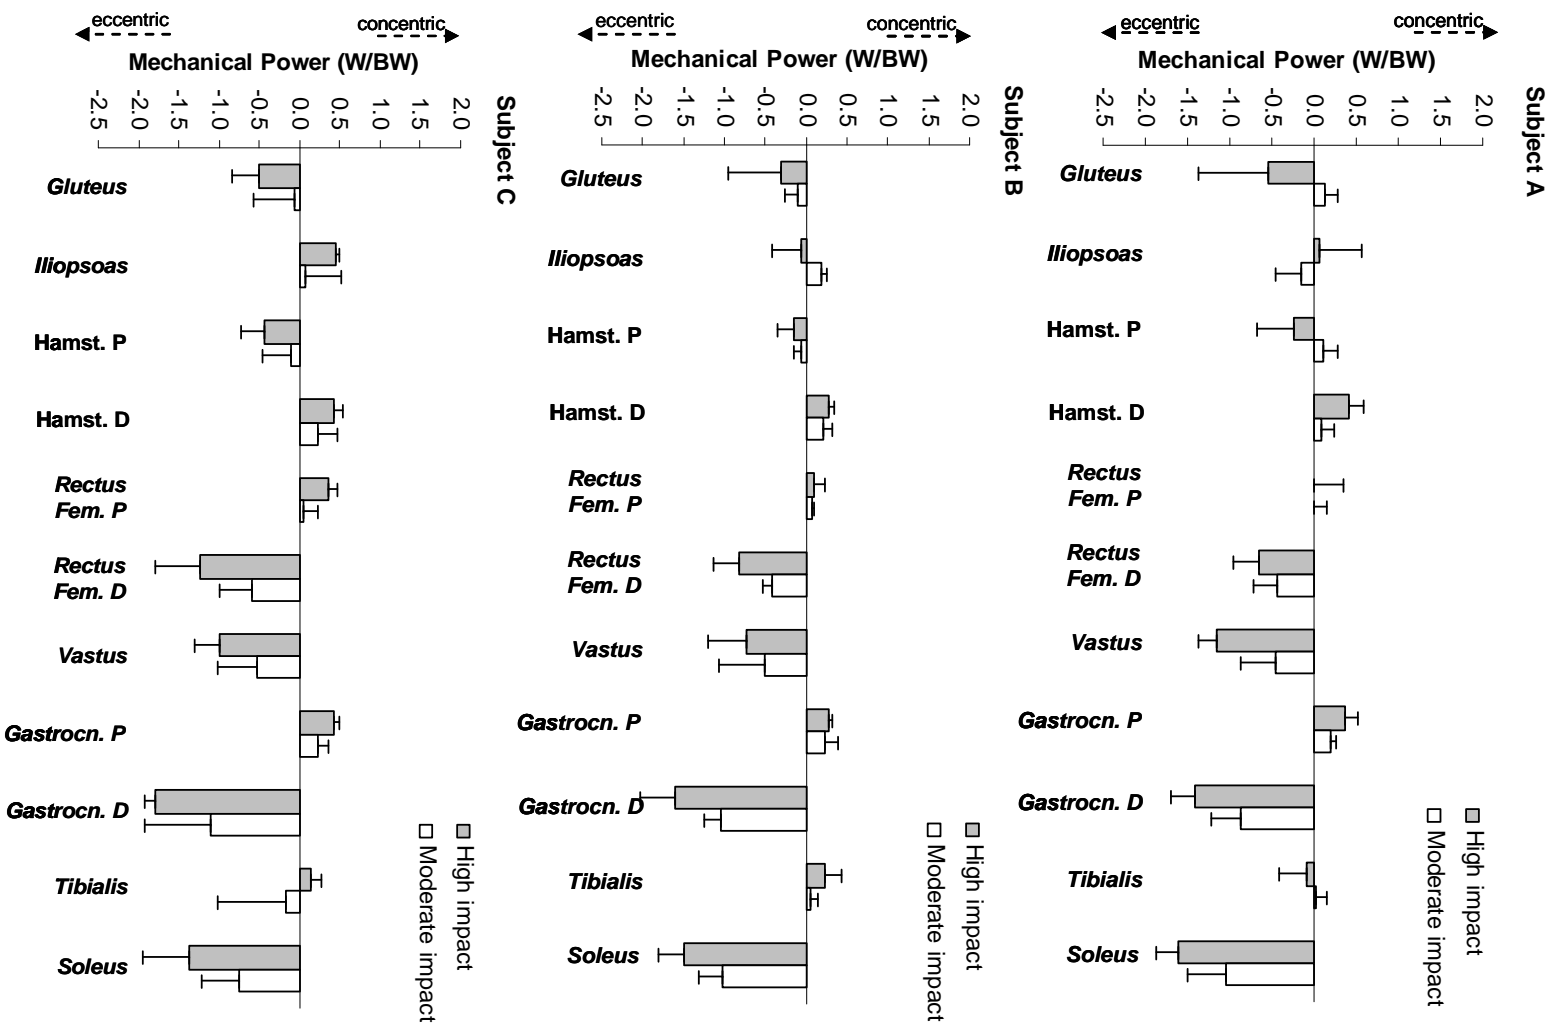 Subject A
eccentric
concentric
Mechanical Power (W/BW)
-2.5
-2.0
-1.5
-1.0
-0.5
0.0
0.5
1.0
1.5
2.0
Gluteus
Iliopsoas
Hamst. P
Hamst. D
Rectus
Fem. P
Rectus
Fem. D
Vastus
Gastrocn. P
Gastrocn. D
Tibialis
Soleus
High impact
Moderate impact
Subject B
eccentric
concentric
Mechanical Power (W/BW)
-2.5
-2.0
-1.5
-1.0
-0.5
0.0
0.5
1.0
1.5
2.0
Gluteus
Iliopsoas
Hamst. P
Hamst. D
Rectus
Fem. P
Rectus
Fem. D
Vastus
Gastrocn. P
Gastrocn. D
Tibialis
Soleus
High impact
Moderate impact
Subject C
eccentric
concentric
Mechanical Power (W/BW)
-2.5
-2.0
-1.5
-1.0
-0.5
0.0
0.5
1.0
1.5
2.0
Gluteus
Iliopsoas
Hamst. P
Hamst. D
Rectus
Fem. P
Rectus
Fem. D
Vastus
Gastrocn. P
Gastrocn. D
Tibialis
Soleus
High impact
Moderate impact